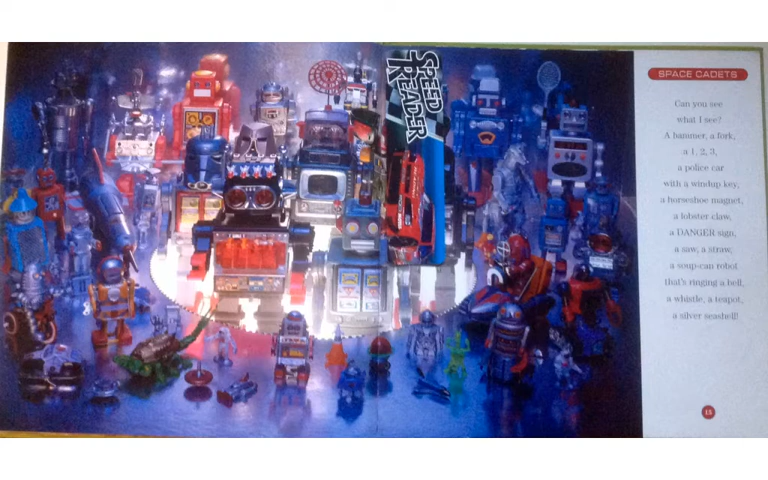 SPEED
READER
SPACE CADETS
Can you see
what I see?
A hammer, a fork,
a 1, 2, 3,
a police car
with a windup key,
a horseshoe magnet,
a lobster claw,
a DANGER sign,
a saw, a straw,
a soup-can robot
that's ringing a bell,
a whistle, a teapot,
a silver seashell!
15